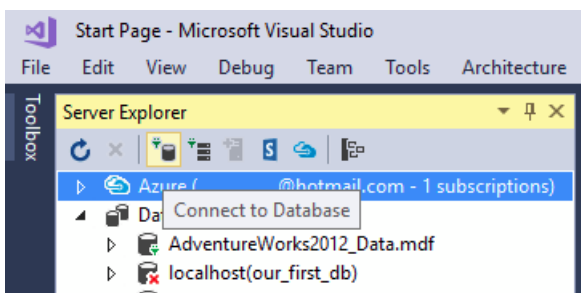 Start Page - Microsoft Visual Studio
File Edit View Debug Team Tools Architecture
Toolbox
Server Explorer
Azure ( @hotmail.com - 1 subscriptions)
Connect to Database
AdventureWorks2012_Data.mdf
localhost(our_first_db)